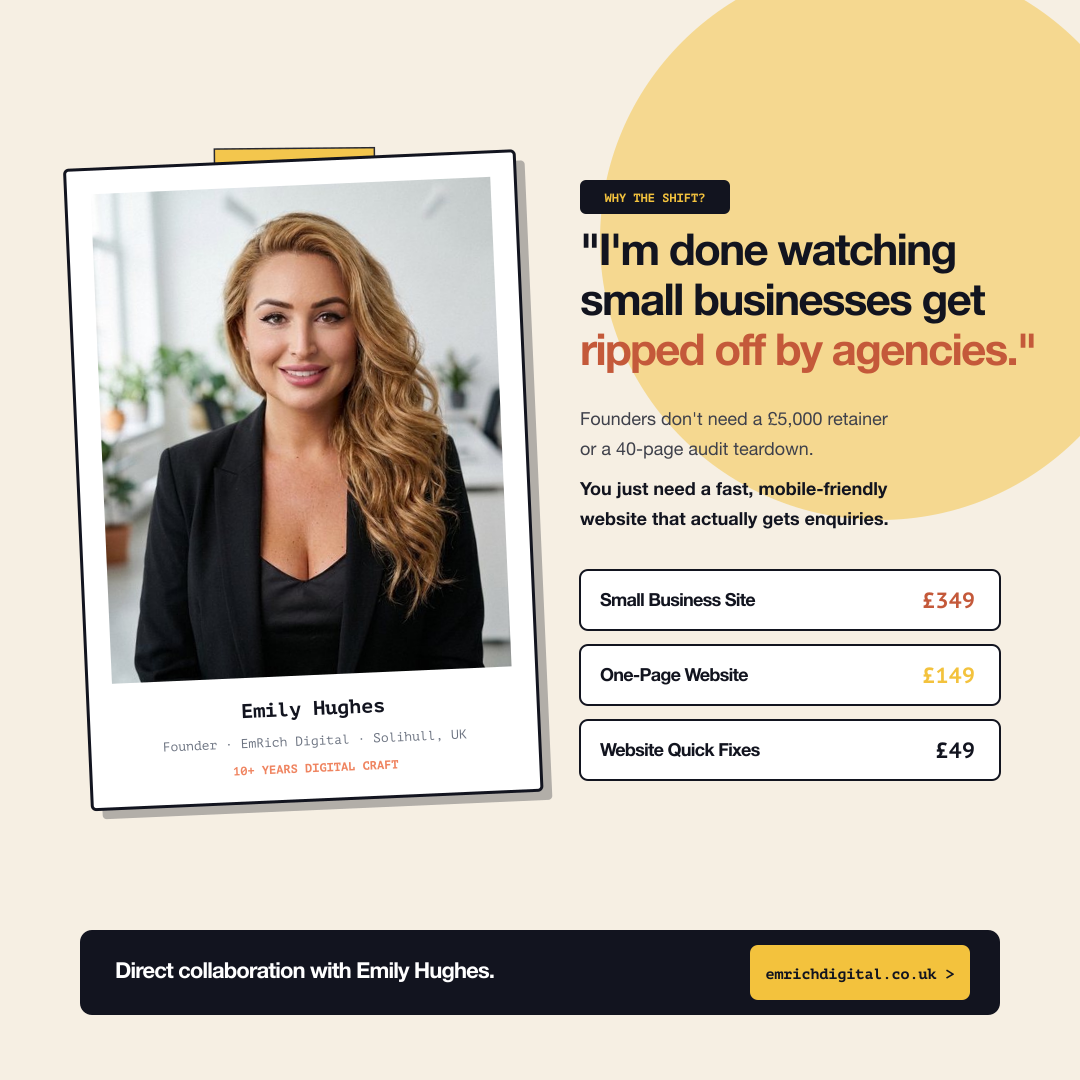 Emily Hughes
Founder · EmRich Digital · Solihull, UK
10+ YEARS DIGITAL CRAFT
WHY THE SHIFT?
"I'm done watching
small businesses get
ripped off by agencies."
Founders don't need a £5,000 retainer
or a 40-page audit teardown.
You just need a fast, mobile-friendly
website that actually gets enquiries.
Small Business Site £349
One-Page Website £149
Website Quick Fixes £49
Direct collaboration with Emily Hughes.
emrichdigital.co.uk >